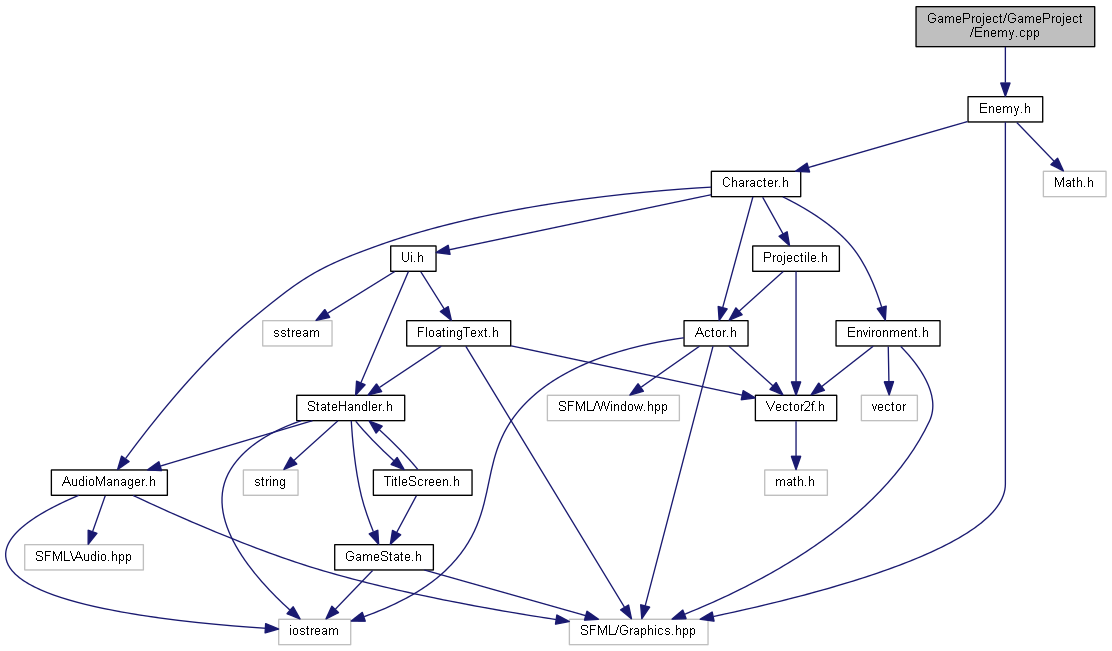 GameProject/GameProject
/Enemy.cpp
Enemy.h
Character.h
Math.h
Ui.h
Projectile.h
sstream
FloatingText.h
Actor.h
Environment.h
StateHandler.h
SFML/Window.hpp
Vector2f.h
vector
AudioManager.h
string
TitleScreen.h
math.h
SFML\Audio.hpp
GameState.h
iostream
SFML/Graphics.hpp